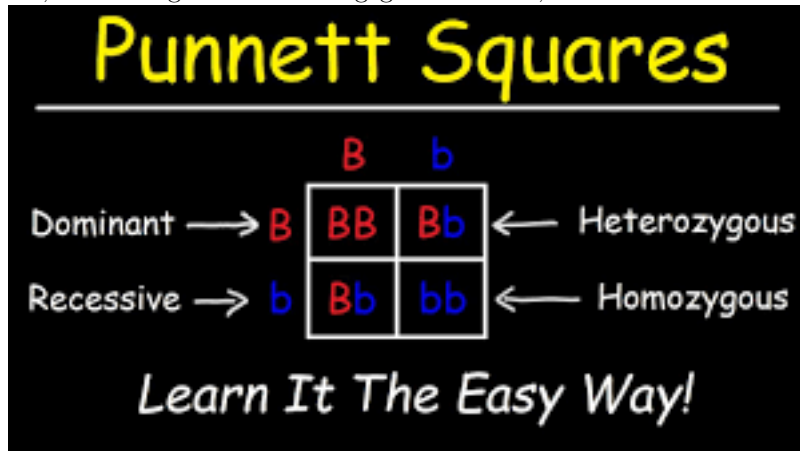 Punnett Squares
B b
Dominant B BB Bb Heterozygous
Recessive b Bb bb Homozygous
Learn It The Easy Way!